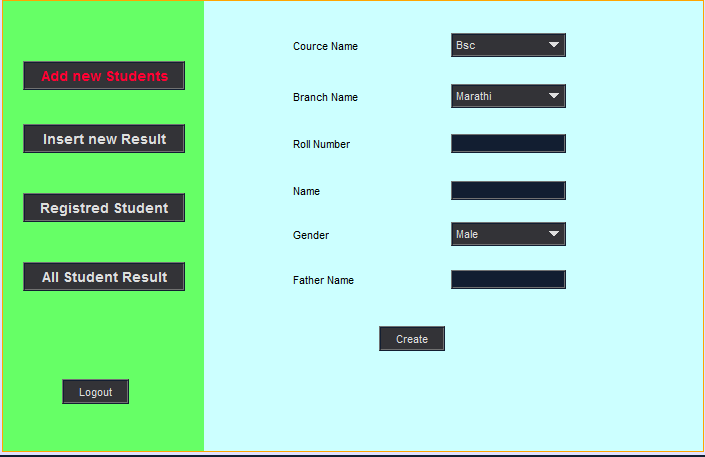 Add new Students
Insert new Result
Registred Student
All Student Result
Logout
Cource Name
Bsc
Branch Name
Marathi
Roll Number
Name
Gender
Male
Father Name
Create